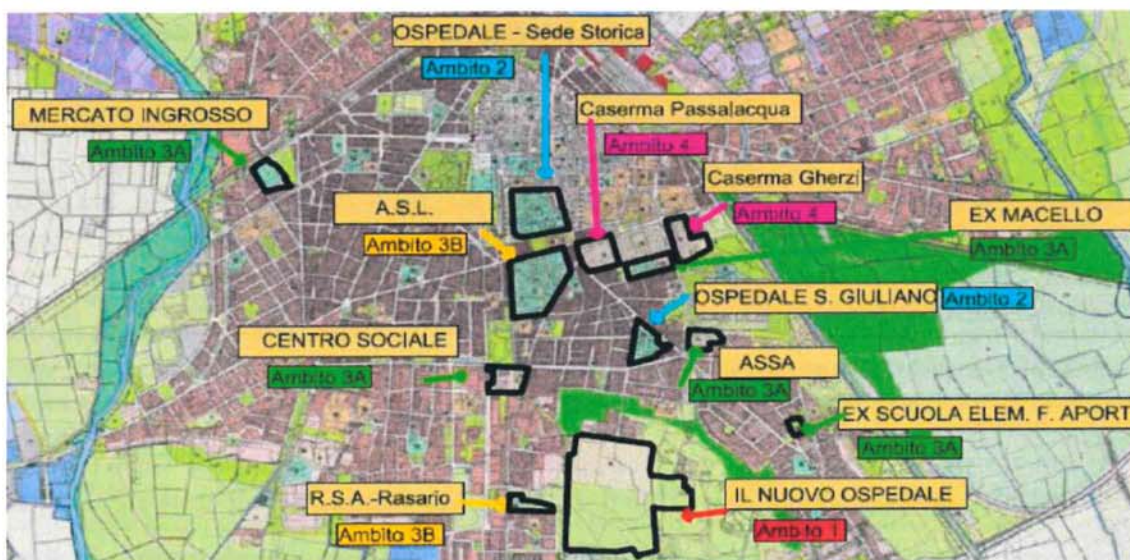 OSPEDALE - Sede Storica
Ambito 2
MERCATO INGROSSO
Ambito 3A
Caserma Passalacqua
Ambito 4
Caserma Gherzi
Ambito 4
A.S.L.
Ambito 3B
EX MACELLO
Ambito 3A
OSPEDALE S. GIULIANO
Ambito 2
CENTRO SOCIALE
Ambito 3A
ASSA
Ambito 3A
EX SCUOLA ELEM. F. APORT
Ambito 3A
R.S.A.-Rasario
Ambito 3B
IL NUOVO OSPEDALE
Ambito 1